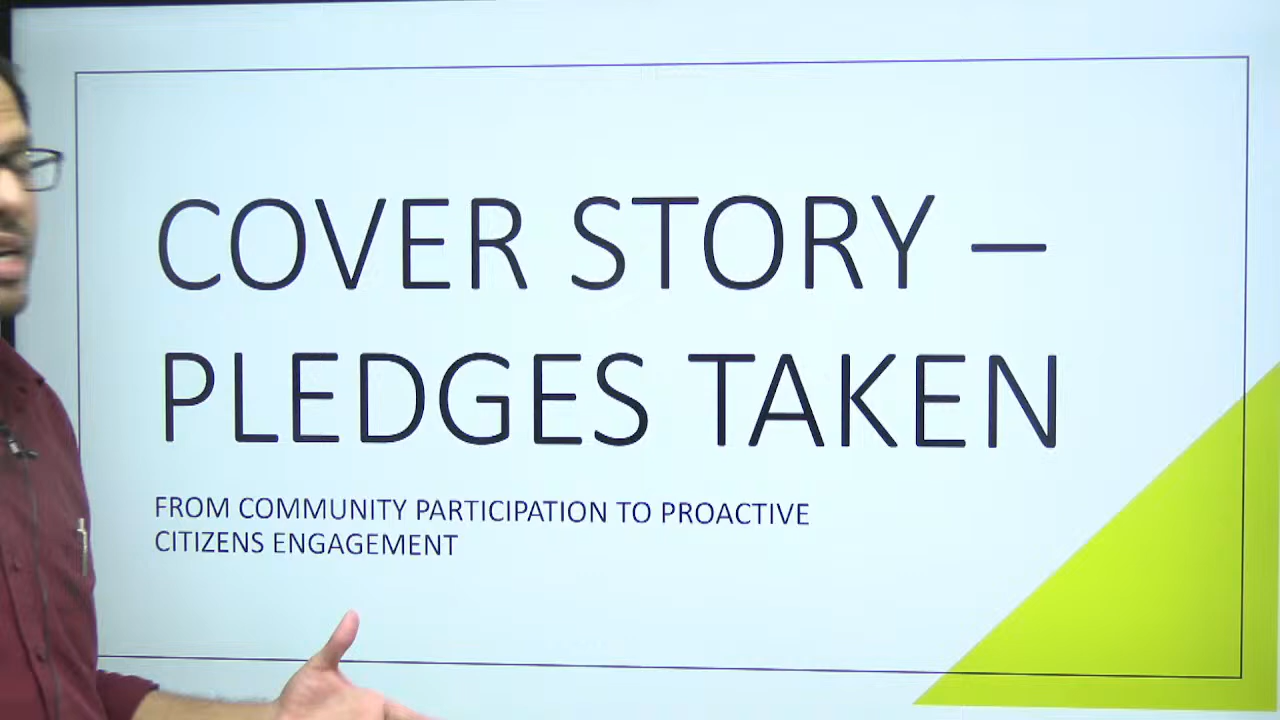 COVER STORY –
PLEDGES TAKEN
FROM COMMUNITY PARTICIPATION TO PROACTIVE
CITIZENS ENGAGEMENT